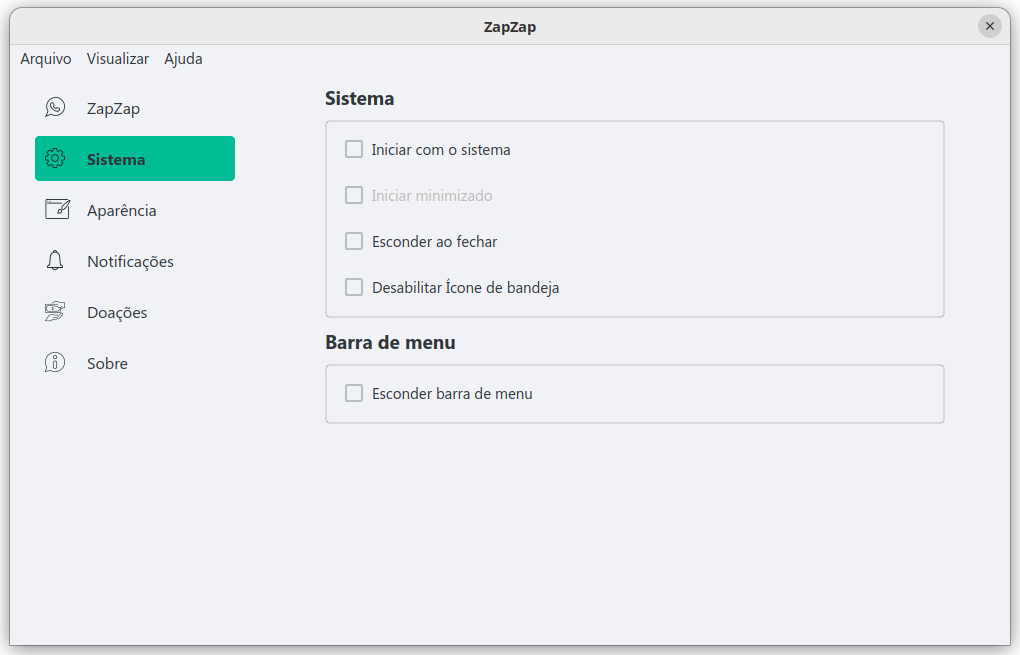 ZapZap
Arquivo Visualizar Ajuda
ZapZap
Sistema
Aparência
Notificações
Doações
Sobre
Sistema
Iniciar com o sistema
Iniciar minimizado
Esconder ao fechar
Desabilitar Ícone de bandeja
Barra de menu
Esconder barra de menu